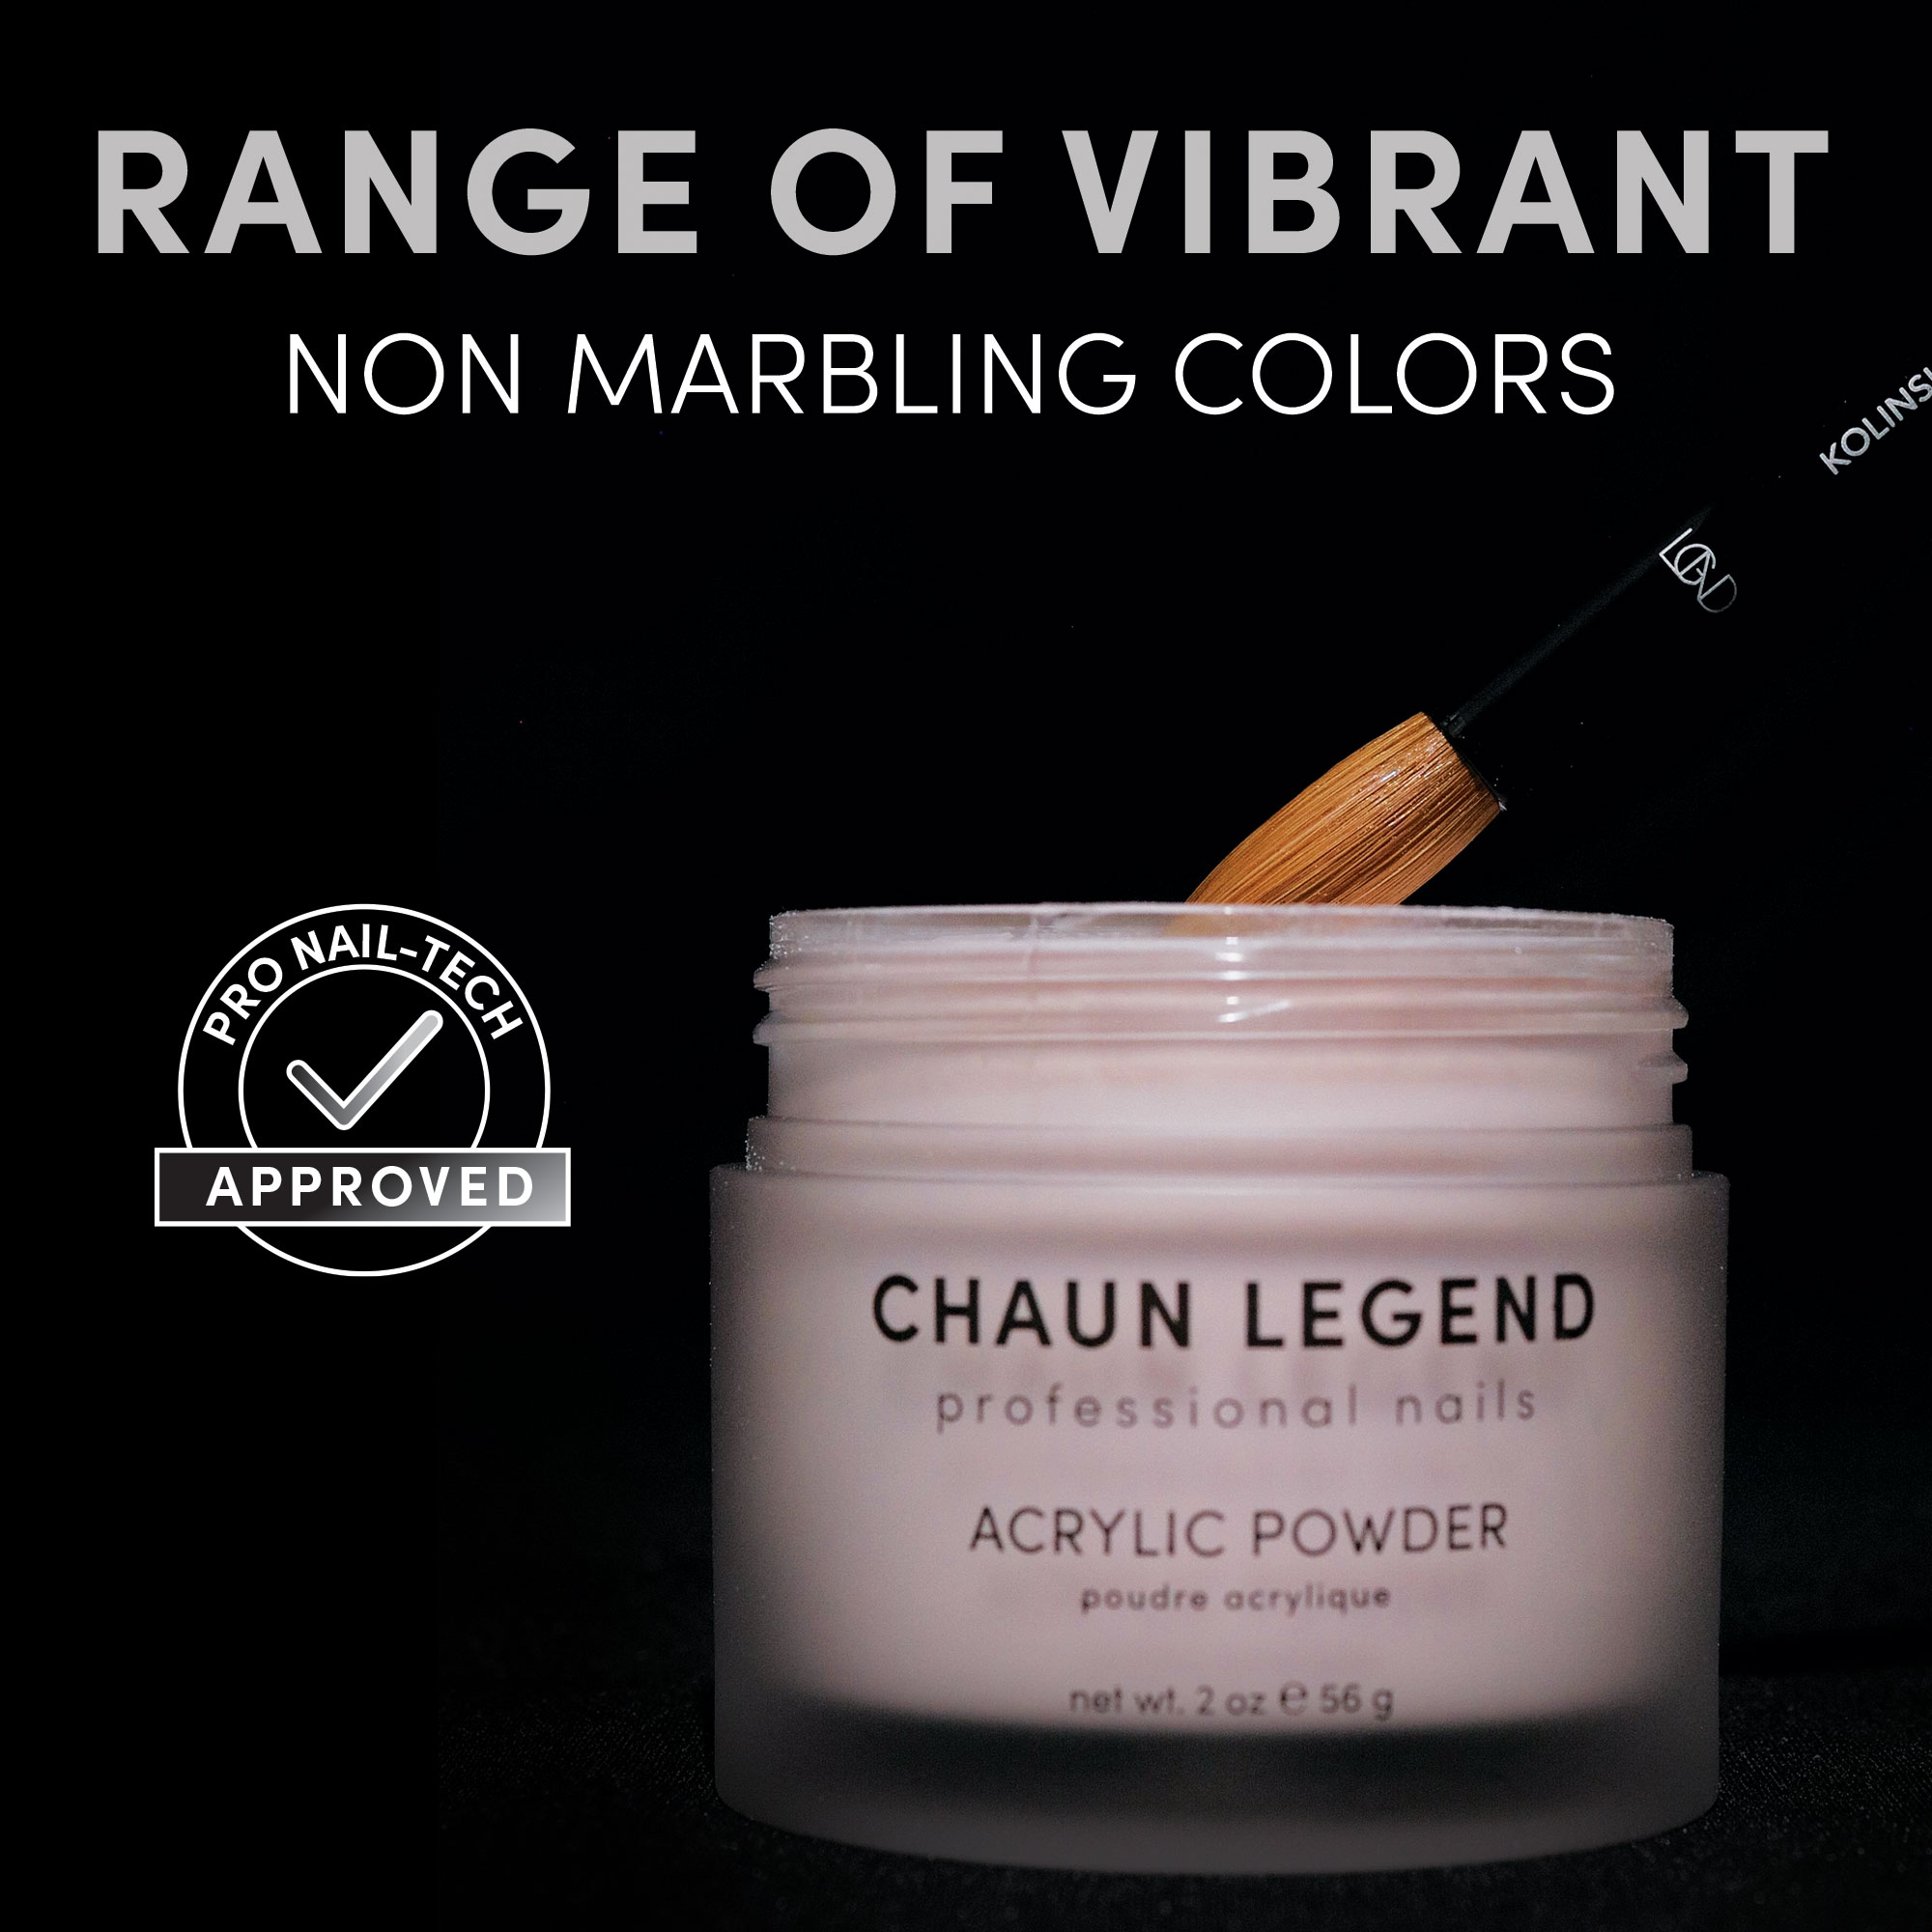 RANGE OF VIBRANT
NON MARBLING COLORS
LGND
PRO NAIL-TECH
APPROVED
CHAUN LEGEND
professional nails
ACRYLIC POWDER
poudre acrylique
net wt. 2 oz ℮ 56 g